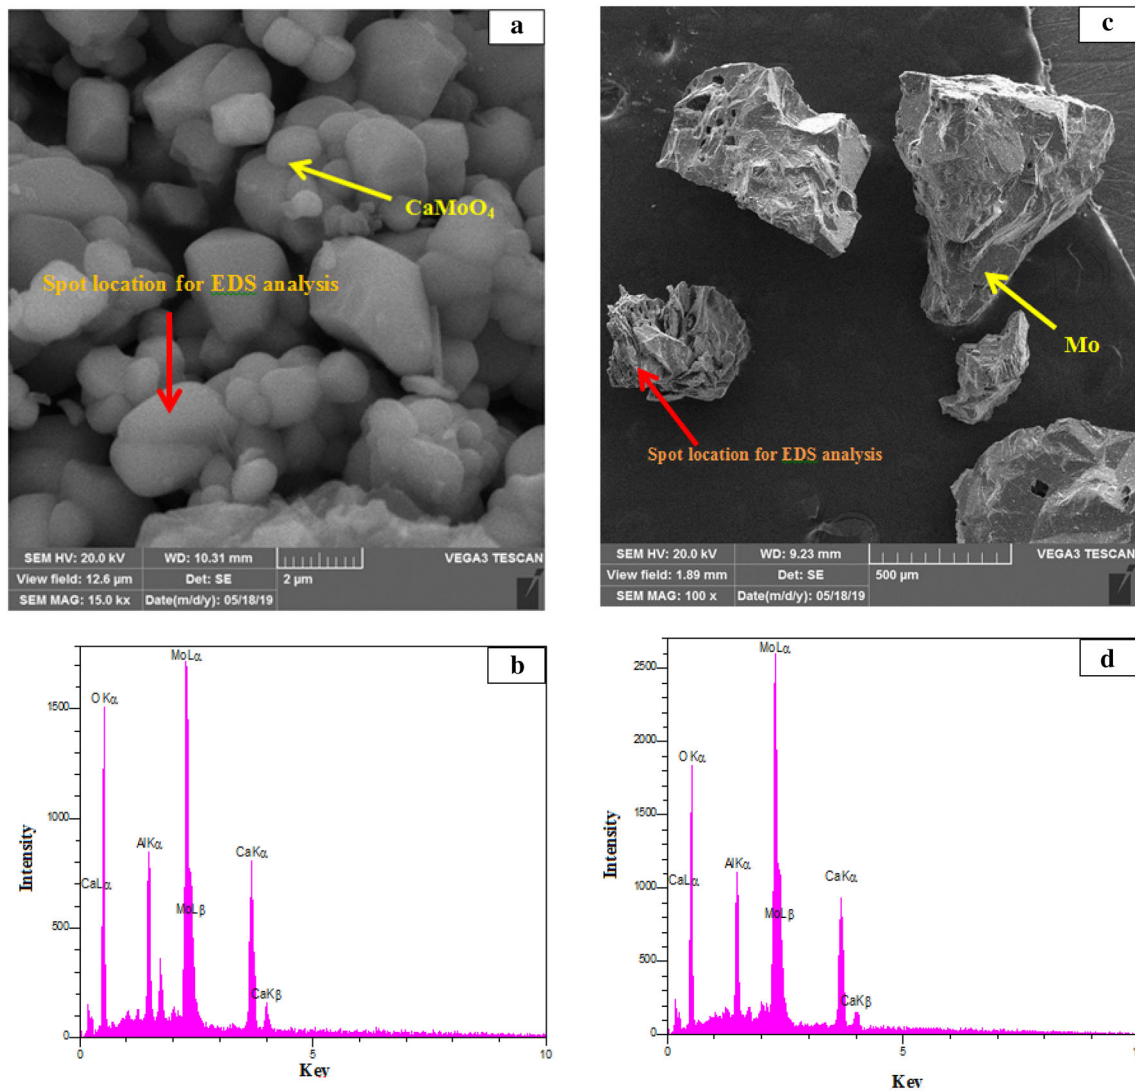 a
CaMoO₄
Spot location for EDS analysis
SEM HV: 20.0 kV WD: 10.31 mm VEGA3 TESCAN
View field: 12.6 µm Det: SE 2 µm
SEM MAG: 15.0 kx Date(m/d/y): 05/18/19
c
Mo
Spot location for EDS analysis
SEM HV: 20.0 kV WD: 9.23 mm VEGA3 TESCAN
View field: 1.89 mm Det: SE 500 µm
SEM MAG: 100 x Date(m/d/y): 05/18/19
b
MoLα
OKα
1500
1000
AlKα
CaKα
CaLα
MoLβ
500
CaKβ
0
0 5 10
Intensity
Key
d
MoLα
2500
2000
OKα
1500
AlKα
CaLα
CaKα
1000
MoLβ
500
CaKβ
0
0 5
Intensity
Key